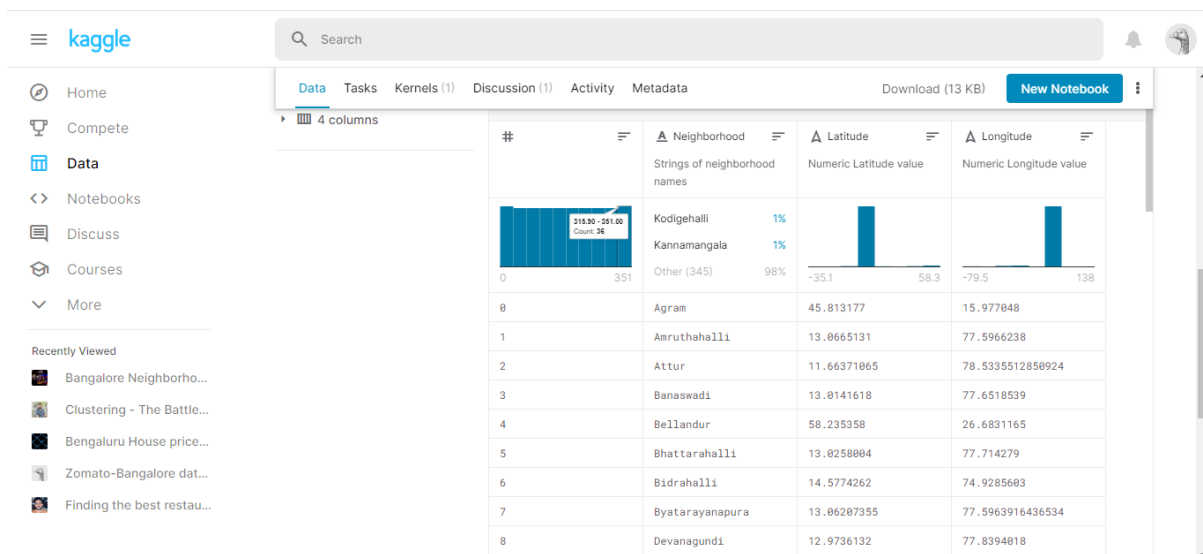 kaggle
Search
Home
Compete
Data
Notebooks
Discuss
Courses
More
Recently Viewed
Bangalore Neighborho...
Clustering - The Battle...
Bengaluru House price...
Zomato-Bangalore dat...
Finding the best restau...
Data Tasks Kernels (1) Discussion (1) Activity Metadata Download (13 KB) New Notebook
4 columns
# A Neighborhood A Latitude A Longitude
Strings of neighborhood names Numeric Latitude value Numeric Longitude value
315.90 - 351.00
Count: 36
0 351
Kodigehalli 1%
Kannamangala 1%
Other (345) 98%
-35.1 58.3
-79.5 138
0 Agram 45.813177 15.977048
1 Amruthahalli 13.0665131 77.5966238
2 Attur 11.66371065 78.5335512850924
3 Banaswadi 13.0141618 77.6518539
4 Bellandur 58.235358 26.6831165
5 Bhattarahalli 13.0258004 77.714279
6 Bidrahalli 14.5774262 74.9285603
7 Byatarayanapura 13.06207355 77.5963916436534
8 Devanagundi 12.9736132 77.8394018